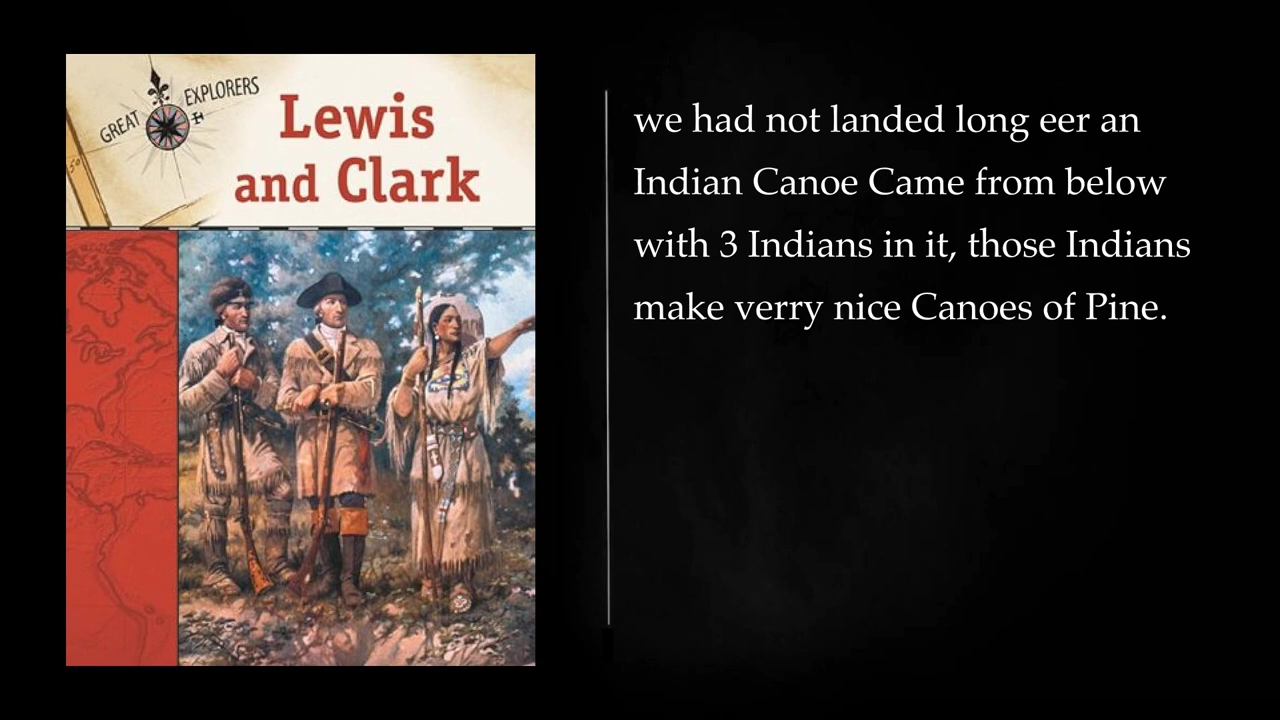 GREAT EXPLORERS
Lewis
and Clark
50
we had not landed long eer an
Indian Canoe Came from below
with 3 Indians in it, those Indians
make verry nice Canoes of Pine.